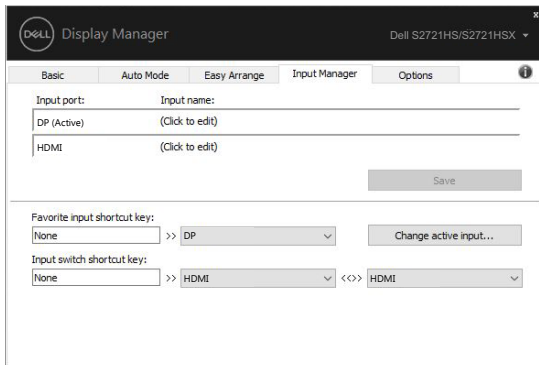 DELL Display Manager
x
Dell S2721HS/S2721HSX
Basic Auto Mode Easy Arrange Input Manager Options i
Input port: Input name:
DP (Active) (Click to edit)
HDMI (Click to edit)
Save
Favorite input shortcut key:
None >> DP Change active input...
Input switch shortcut key:
None >> HDMI <<>> HDMI